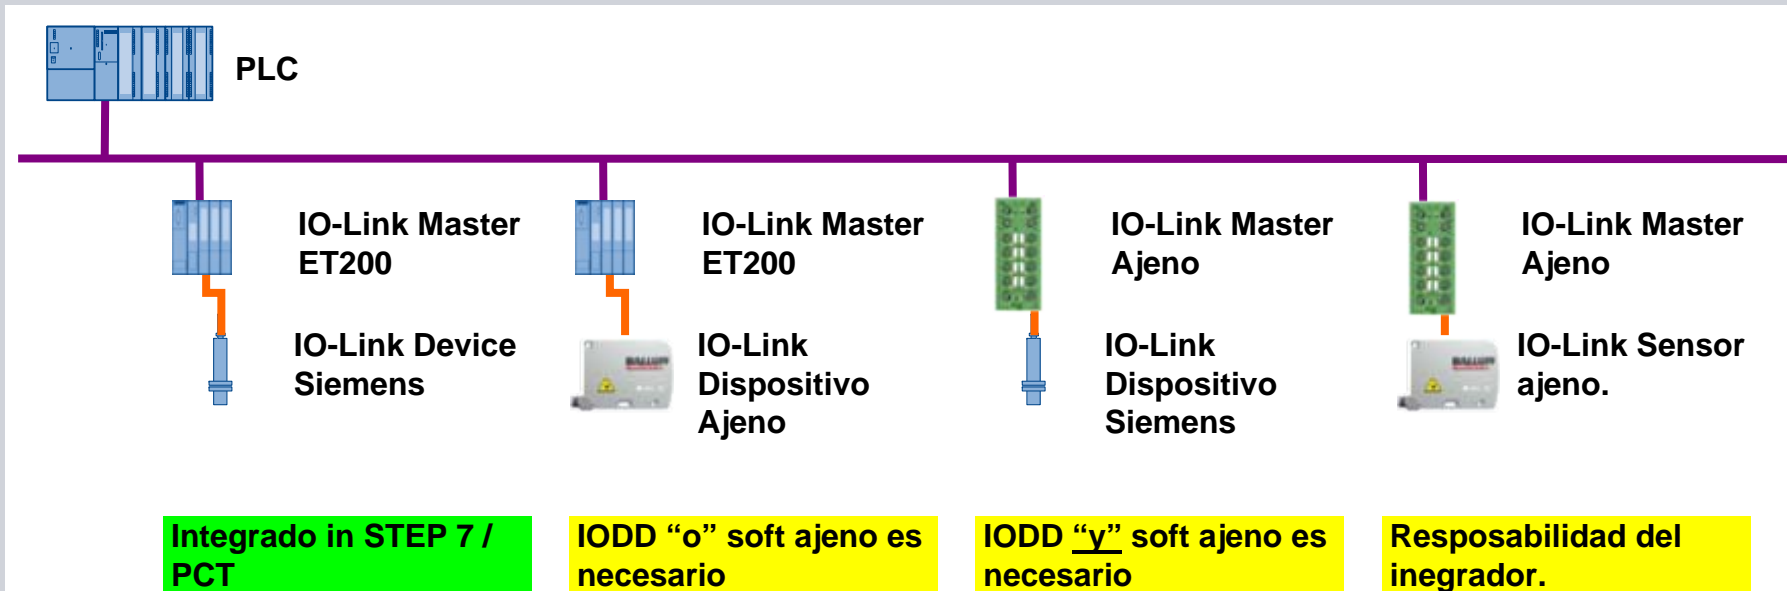 PLC
IO-Link Master
ET200
IO-Link Master
ET200
IO-Link Master
Ajeno
IO-Link Master
Ajeno
IO-Link Device
Siemens
IO-Link
Dispositivo
Ajeno
IO-Link
Dispositivo
Siemens
IO-Link Sensor
ajeno.
Integrado in STEP 7 /
PCT
IODD “o” soft ajeno es
necesario
IODD “y” soft ajeno es
necesario
Resposabilidad del
inegrador.